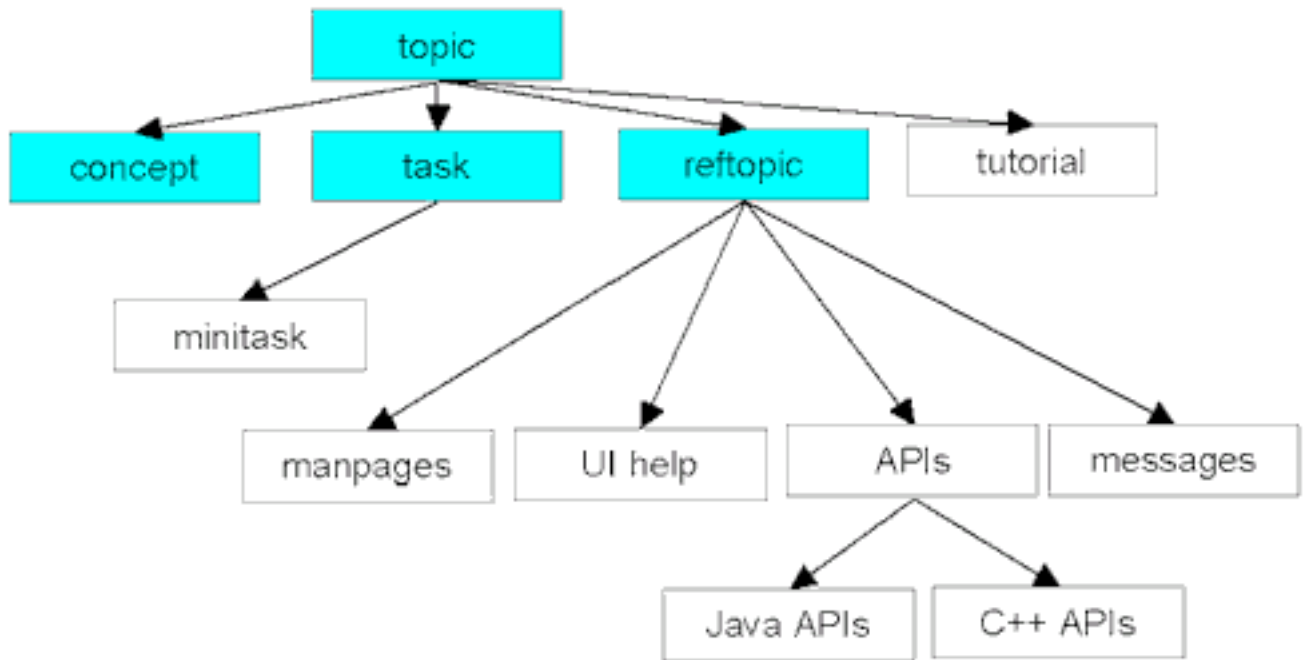 topic
concept
task
reftopic
tutorial
minitask
manpages
UI help
APIs
messages
Java APIs
C++ APIs